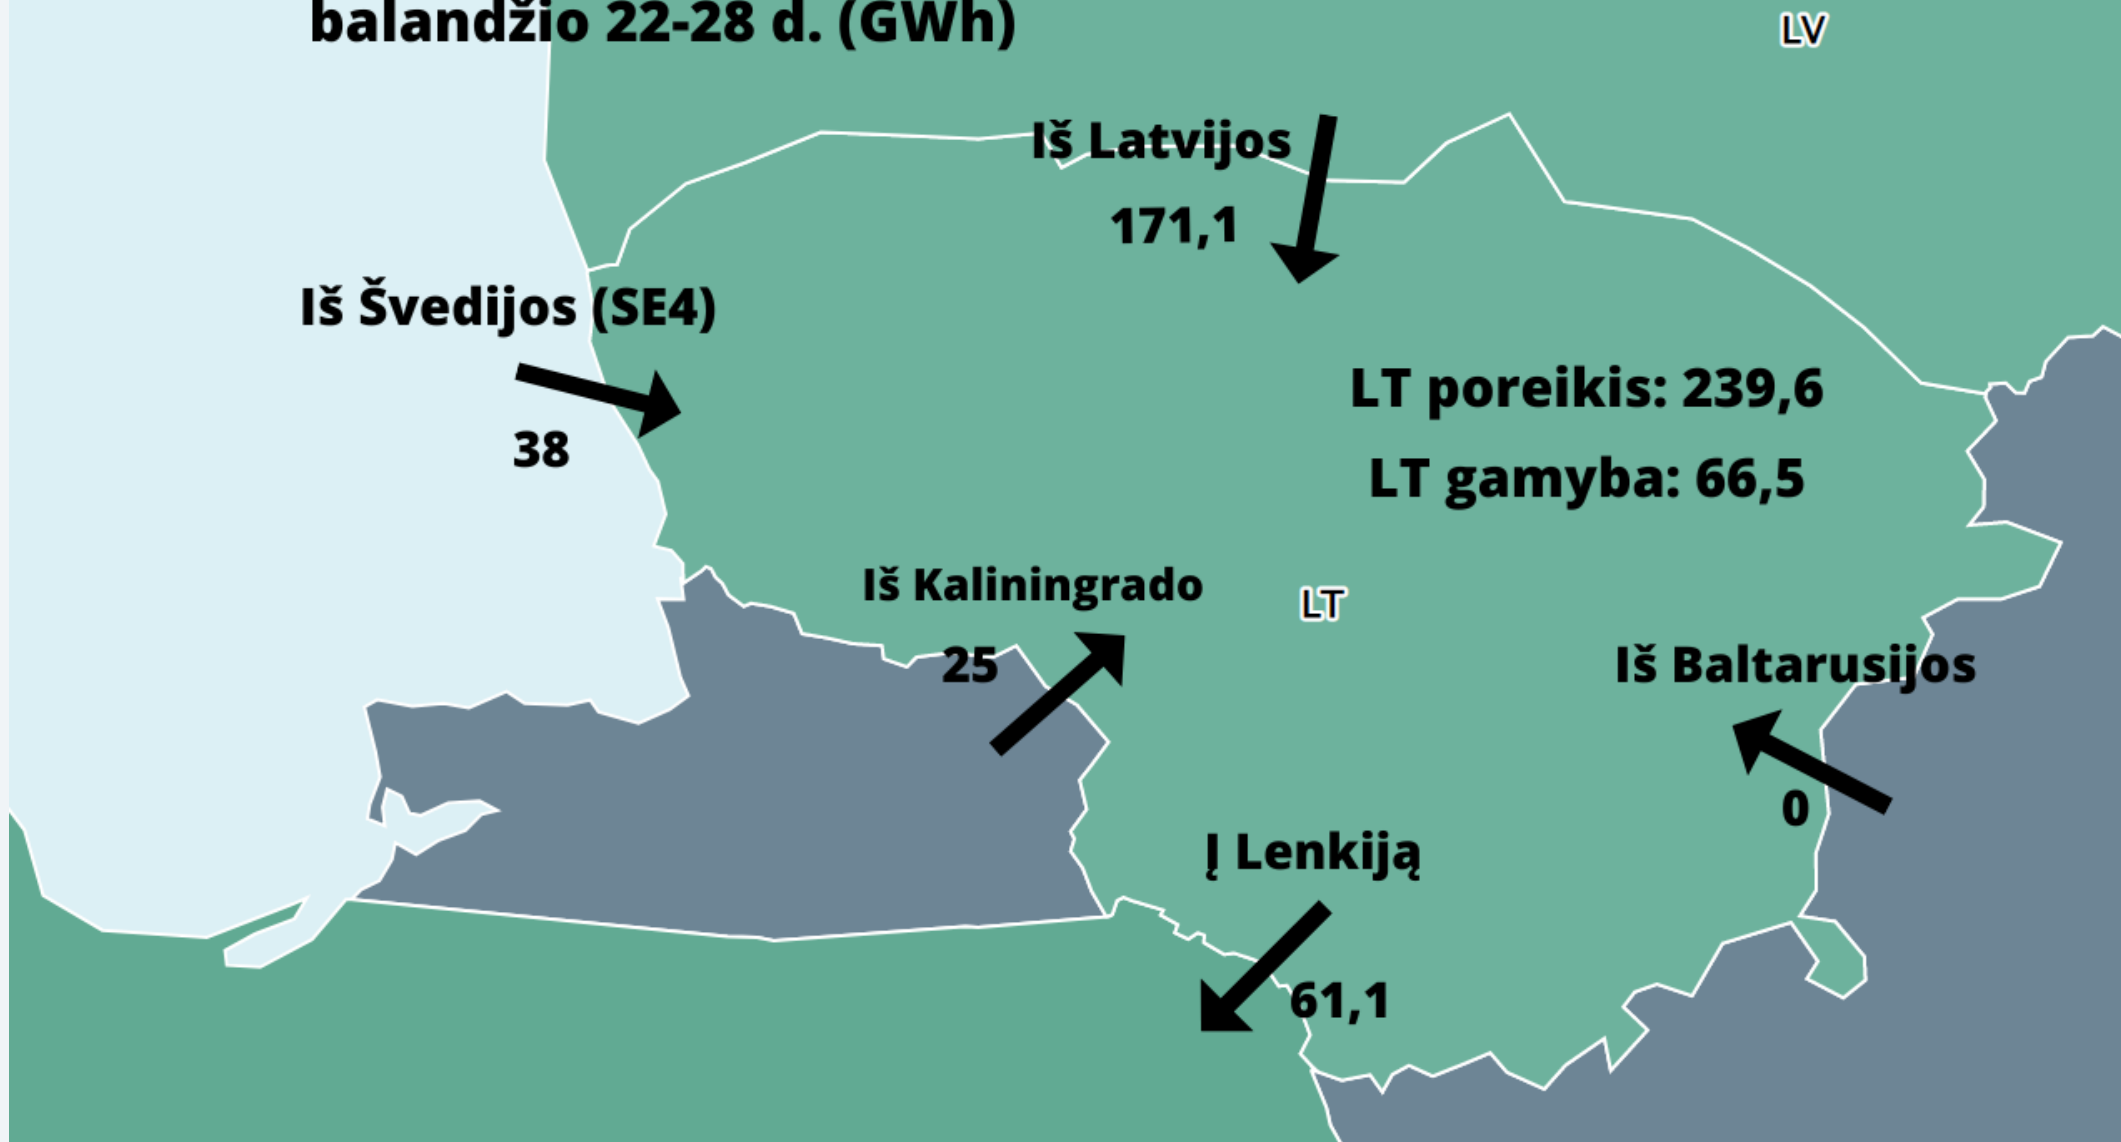 balandžio 22-28 d. (GWh)
LV
Iš Latvijos
171,1
Iš Švedijos (SE4)
38
LT poreikis: 239,6
LT gamyba: 66,5
Iš Kaliningrado
25
LT
Iš Baltarusijos
0
Į Lenkiją
61,1